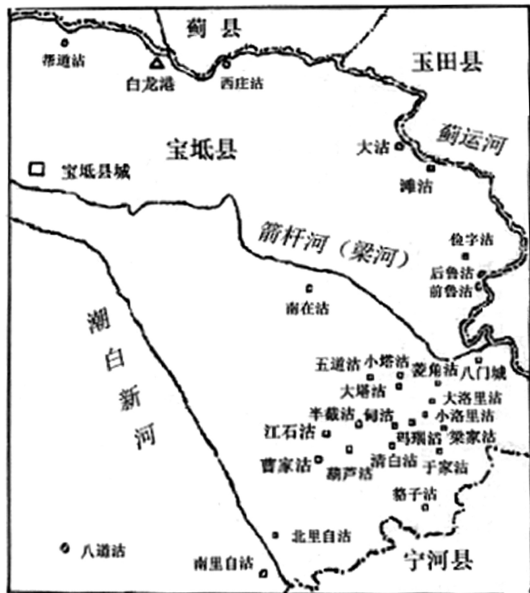 蓟县
玉田县
帮道沽
白龙港
西庄沽
蓟运河
大沽
宝坻县
宝坻县城
滩沽
箭杆河（梁河）
俭字沽
后鲁沽
前鲁沽
南在沽
潮白新河
五道沽
小塔沽
菱角沽
八门城
大塔沽
大洛里沽
半截沽
甸沽
小洛里沽
江石沽
玛瑙沽
梁家沽
曹家沽
葫芦沽
清白沽
于家沽
貉子沽
北里自沽
八道沽
南里自沽
宁河县